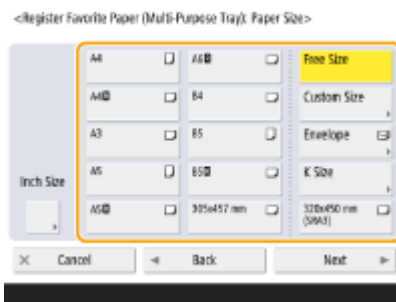 <Register Favorite Paper (Multi-Purpose Tray): Paper Size>
A4
A6R
Free Size
A4R
B4
Custom Size
A3
B5
Envelope
A5
B5R
K Size
Inch Size
A5R
305x457 mm
320x450 mm
(SRA3)
Cancel
Back
Next